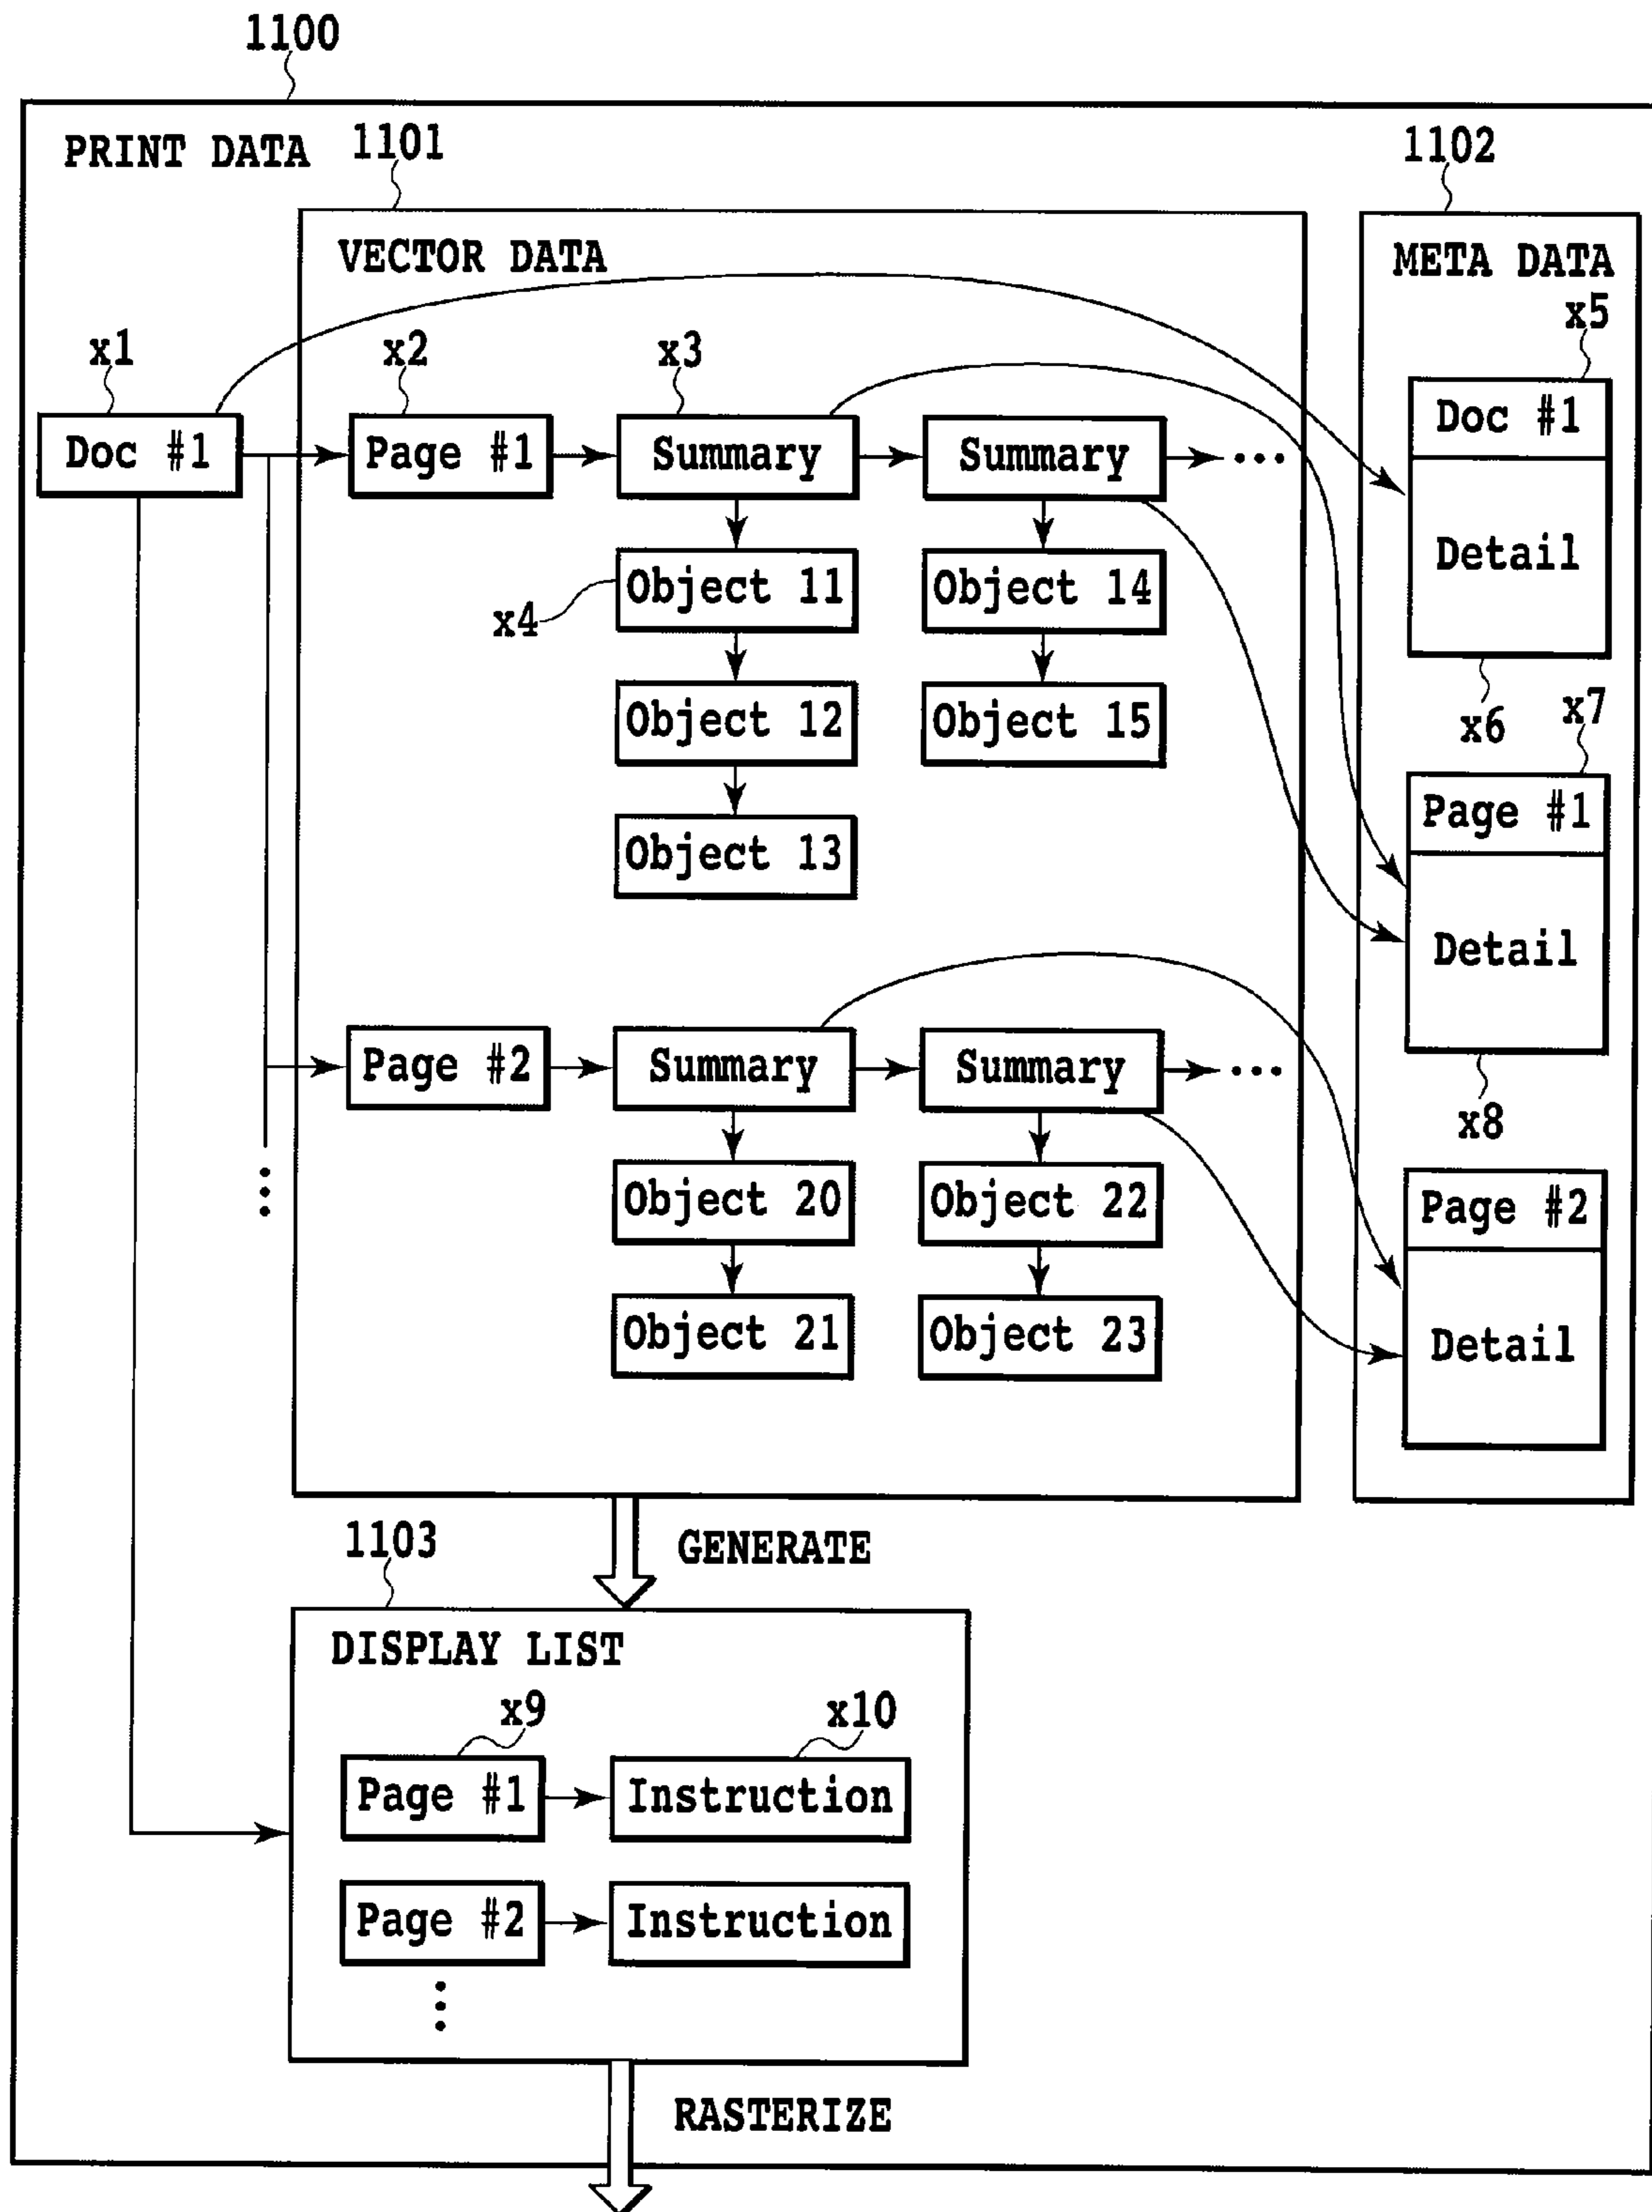 1100
PRINT DATA
1101
1102
VECTOR DATA
META DATA
x1
x2
x3
x5
Doc #1
Page #1
Summary
Summary
...
Doc #1
Detail
x4
Object 11
Object 14
x6
Object 12
Object 15
x7
Object 13
Page #1
Detail
x8
Page #2
Summary
Summary
...
Object 20
Object 22
Page #2
Object 21
Object 23
Detail
...
GENERATE
1103
DISPLAY LIST
x9
x10
Page #1
Instruction
Page #2
Instruction
...
RASTERIZE